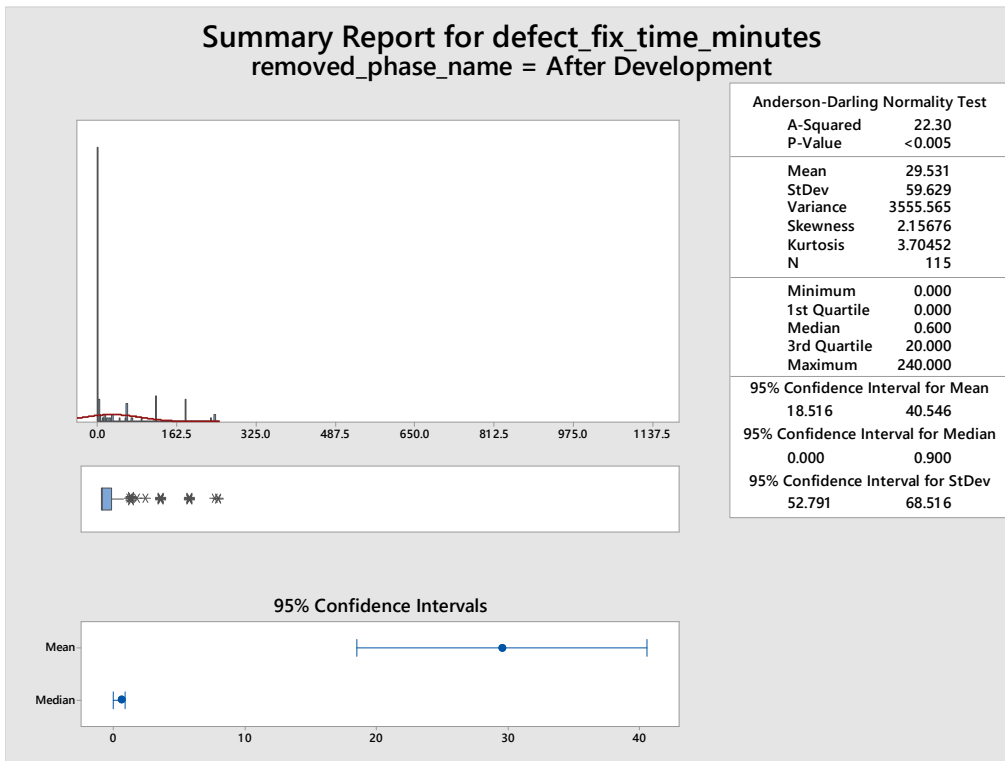 Summary Report for defect_fix_time_minutes
removed_phase_name = After Development
Anderson-Darling Normality Test
A-Squared 22.30
P-Value <0.005
Mean 29.531
StDev 59.629
Variance 3555.565
Skewness 2.15676
Kurtosis 3.70452
N 115
Minimum 0.000
1st Quartile 0.000
Median 0.600
3rd Quartile 20.000
Maximum 240.000
95% Confidence Interval for Mean
18.516 40.546
95% Confidence Interval for Median
0.000 0.900
95% Confidence Interval for StDev
52.791 68.516
0.0 162.5 325.0 487.5 650.0 812.5 975.0 1137.5
95% Confidence Intervals
Mean
Median
0 10 20 30 40